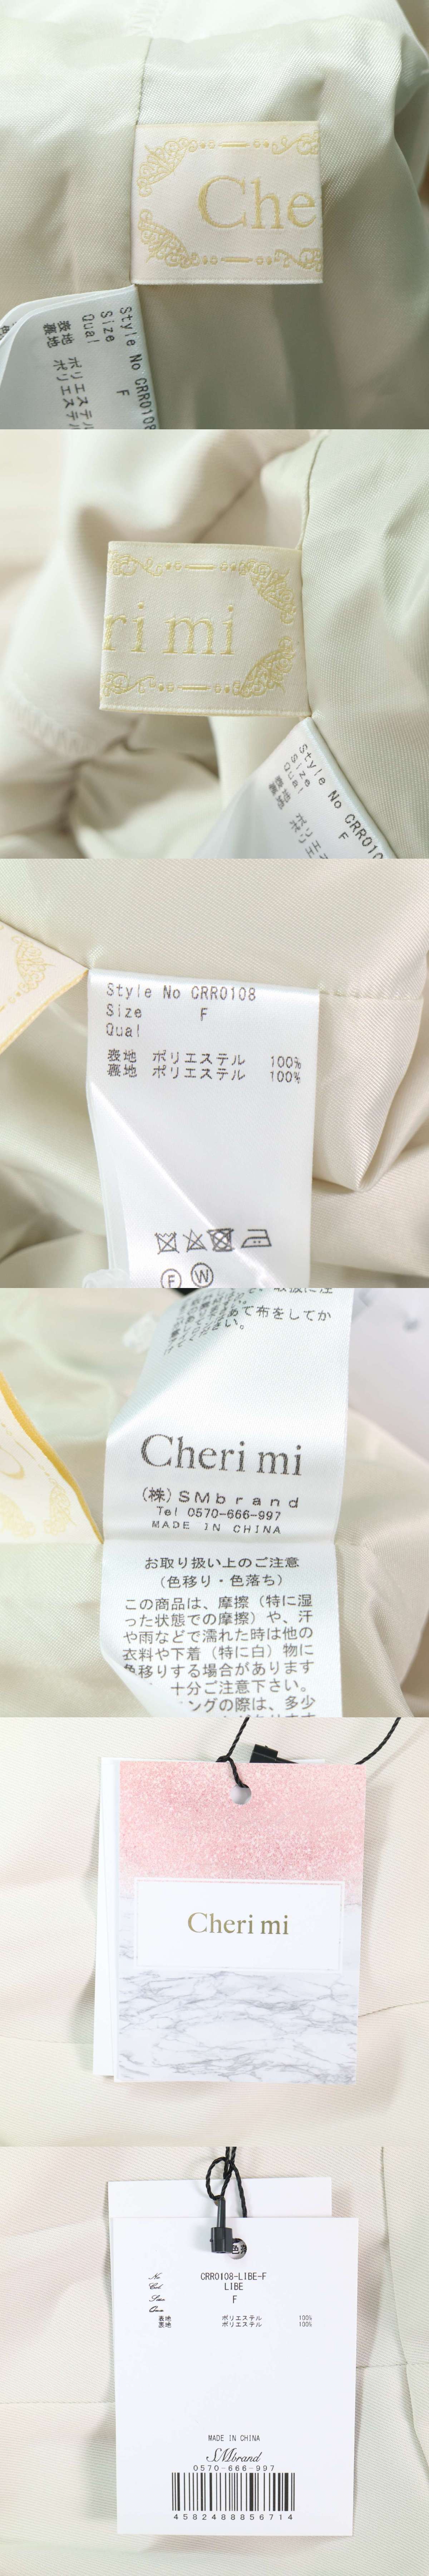 Che
Style No CRR0108
Size F
Qual
表地 ポリエステル
裏地 ポリエステル
ri mi
Style No CRR010
Size F
Qual
Style No CRR0108
Size F
Qual
表地 ポリエステル 100%
裏地 ポリエステル 100%
F W
て布をしてか
い。
Cheri mi
(株)SMbrand
Tel 0570-666-997
MADE IN CHINA
お取り扱い上のご注意
(色移り・色落ち)
この商品は、摩擦(特に湿
った状態での摩擦)や、汗
や雨などで濡れた時は他の
衣料や下着(特に白)物に
色移りする場合があります
十分ご注意下さい。
ングの際は、多少
Cheri mi
No CRR0108-LIBE-F
Col. LIBE
Size F
表地 ポリエステル 100%
裏地 ポリエステル 100%
MADE IN CHINA
SMbrand
0570-666-997
4582488856714